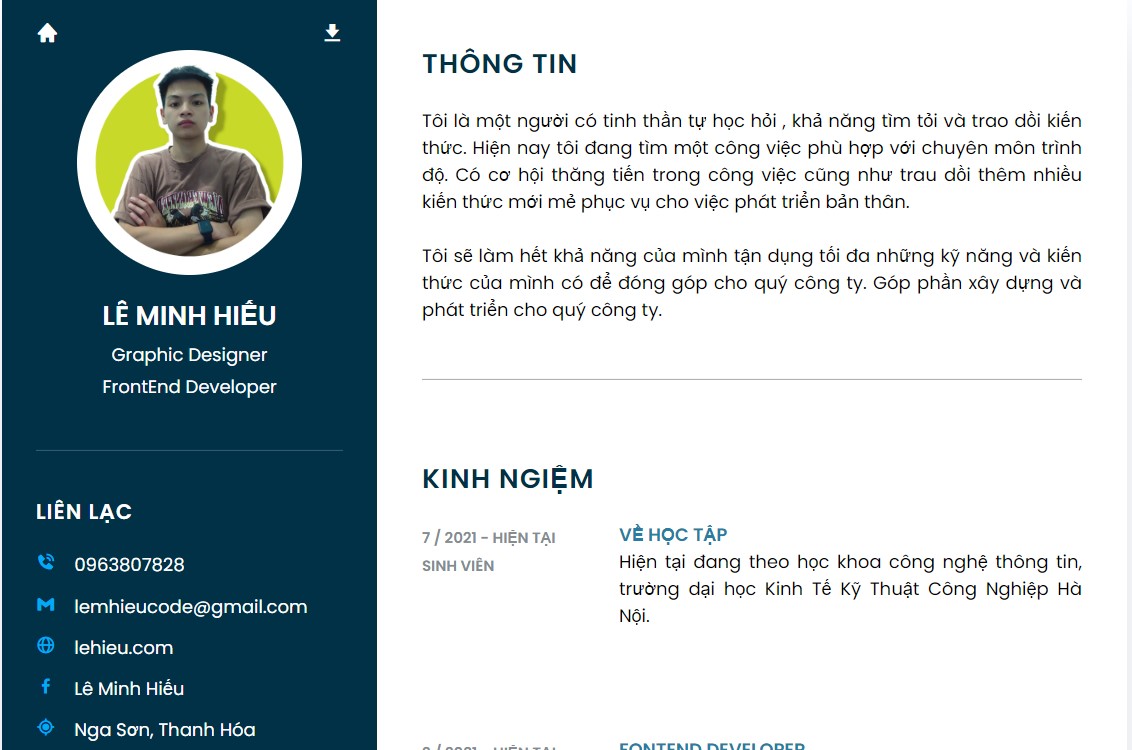 LÊ MINH HIẾU
Graphic Designer
FrontEnd Developer
LIÊN LẠC
0963807828
lemhieucode@gmail.com
lehieu.com
Lê Minh Hiếu
Nga Sơn, Thanh Hóa
THÔNG TIN
Tôi là một người có tinh thần tự học hỏi , khả năng tìm tỏi và trao dồi kiến
thức. Hiện nay tôi đang tìm một công việc phù hợp với chuyên môn trình
độ. Có cơ hội thăng tiến trong công việc cũng như trau dồi thêm nhiều
kiến thức mới mẻ phục vụ cho việc phát triển bản thân.
Tôi sẽ làm hết khả năng của mình tận dụng tối đa những kỹ năng và kiến
thức của mình có để đóng góp cho quý công ty. Góp phần xây dựng và
phát triển cho quý công ty.
KINH NGIỆM
7 / 2021 - HIỆN TẠI
SINH VIÊN
VỀ HỌC TẬP
Hiện tại đang theo học khoa công nghệ thông tin,
trường dại học Kinh Tế Kỹ Thuật Công Nghiệp Hà
Nội.
/ 2021 - HIỆN TẠI
FONTEND DEVELOPER